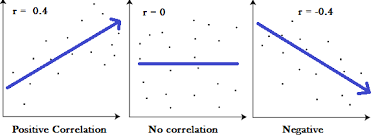 r = 0.4
r = 0
r = -0.4
Positive Correlation
No correlation
Negative